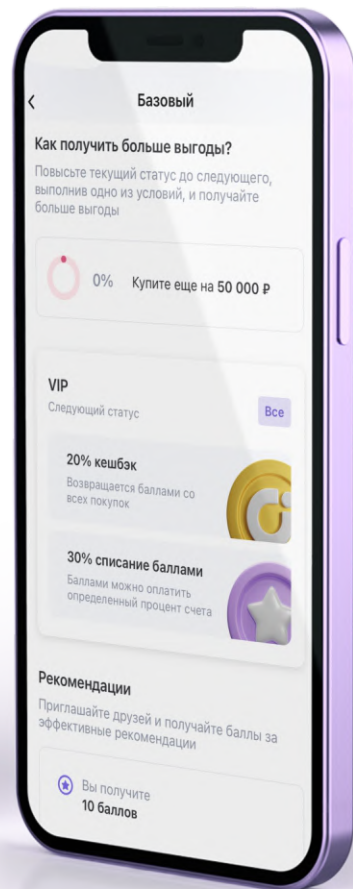 Базовый
Как получить больше выгоды?
Повысьте текущий статус до следующего,
выполнив одно из условий, и получайте
больше выгоды
0% Купите еще на 50 000 ₽
VIP
Следующий статус
Все
20% кешбэк
Возвращается баллами со
всех покупок
30% списание баллами
Баллами можно оплатить
определенный процент счета
Рекомендации
Приглашайте друзей и получайте баллы за
эффективные рекомендации
Вы получите
10 баллов